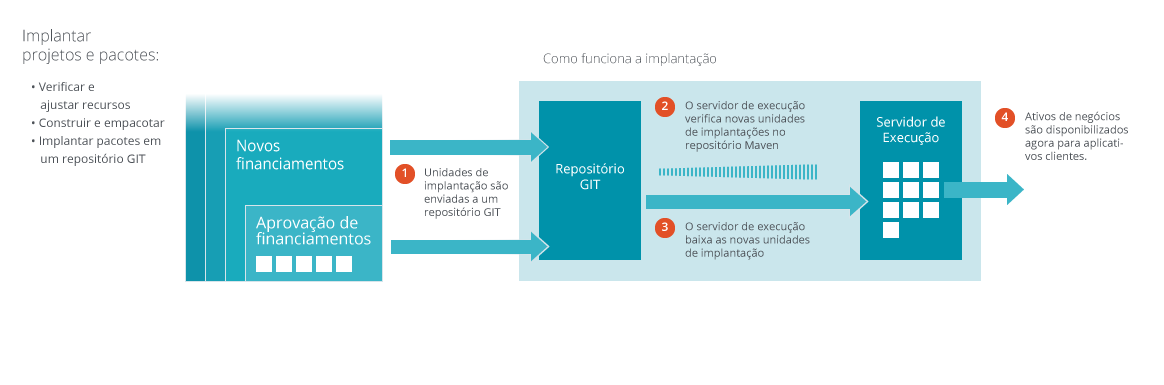 Implantar
projetos e pacotes:
• Verificar e
ajustar recursos
• Construir e empacotar
• Implantar pacotes em
um repositório GIT
Novos
financiamentos
Aprovação de
financiamentos
1
Unidades de
implantação são
enviadas a um
repositório GIT
Como funciona a implantação
Repositório
GIT
2
O servidor de execução
verifica novas unidades
de implantações no
repositório Maven
3
O servidor de execução
baixa as novas unidades
de implantação
Servidor de
Execução
4
Ativos de negócios
são disponibilizados
agora para aplicati-
vos clientes.